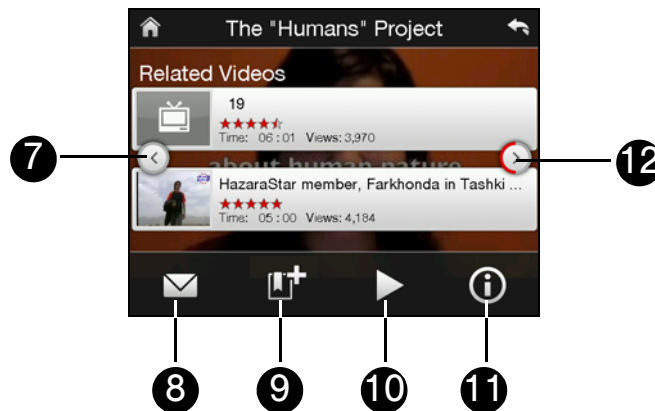 The "Humans" Project
Related Videos
19
Time: 06:01 Views: 3,970
7
12
about human nature
HazaraStar member, Farkhonda in Tashki ...
Time: 05:00 Views: 4,184
8
9
10
11